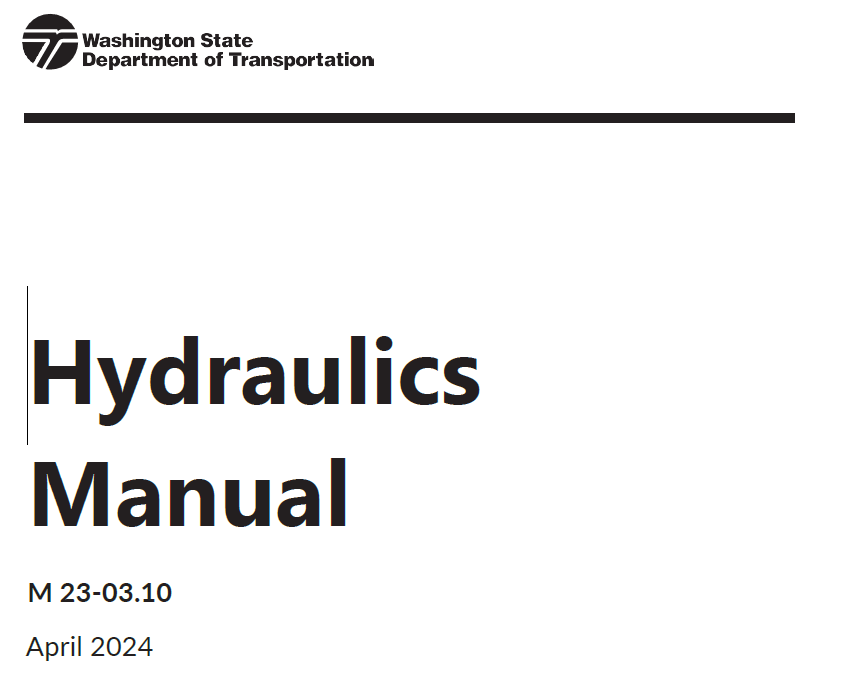 Washington State
Department of Transportation
Hydraulics
Manual
M 23-03.10
April 2024